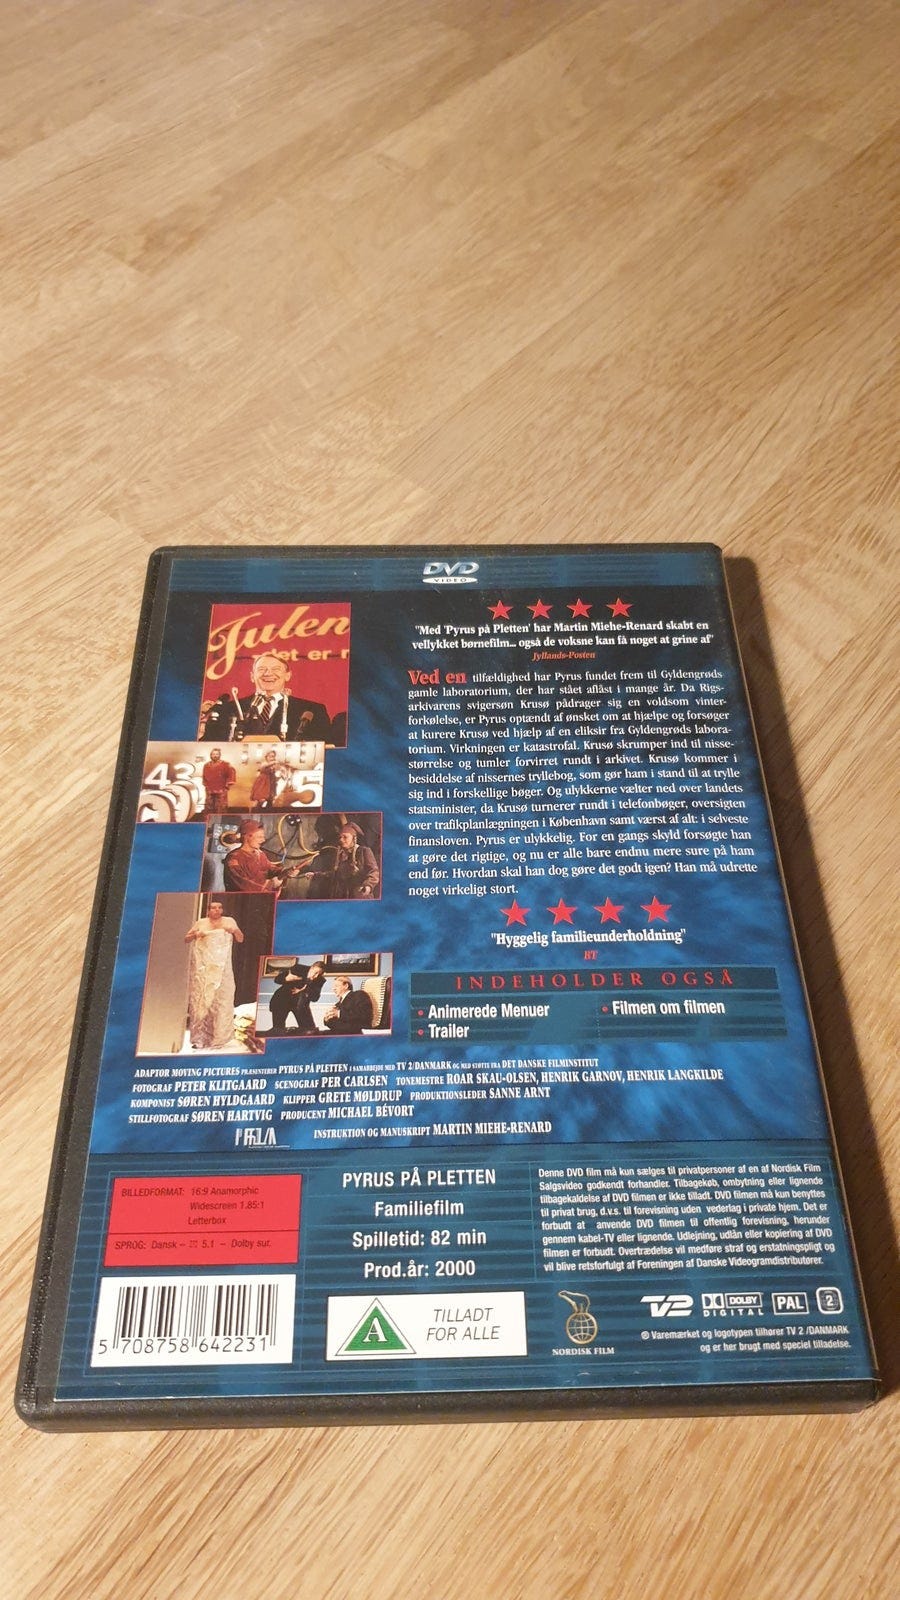 DVD
VIDEO
"Med 'Pyrus på Pletten' har Martin Miehe-Renard skabt en
vellykket børnefilm... også de voksne kan få noget at grine af"
Jyllands-Posten
Julen
det er
43
5
Ved en tilfældighed har Pyrus fundet frem til Gyldengrøds
gamle laboratorium, der har stået aflåst i mange år. Da Rigs-
arkivarens svigersøn Krusø pådrager sig en voldsom vinter-
forkølelse, er Pyrus optændt af ønsket om at hjælpe og forsøger
at kurere Krusø ved hjælp af en eliksir fra Gyldengrøds labora-
torium. Virkningen er katastrofal. Krusø skrumper ind til nisse-
størrelse og tumler forvirret rundt i arkivet. Krusø kommer i
besiddelse af nissernes tryllebog, som gør ham i stand til at trylle
sig ind i forskellige bøger. Og ulykkerne vælter ned over landets
statsminister, da Krusø turnerer rundt i telefonbøger, oversigten
over trafikplanlægningen i København samt værst af alt: i selveste
finansloven. Pyrus er ulykkelig. For en gangs skyld forsøgte han
at gøre det rigtige, og nu er alle bare endnu mere sure på ham
end før. Hvordan skal han dog gøre det godt igen? Han må udrette
noget virkeligt stort.
"Hyggelig familieunderholdning"
BT
INDEHOLDER OGSÅ
• Animerede Menuer
• Filmen om filmen
• Trailer
ADAPTOR MOVING PICTURES PRÆSENTERER PYRUS PÅ PLETTEN I SAMARBEJDE MED TV 2/DANMARK OG MED STØTTE FRA DET DANSKE FILMINSTITUT
FOTOGRAF PETER KLITGAARD SCENOGRAF PER CARLSEN TONEMESTRE ROAR SKAU-OLSEN, HENRIK GARNOV, HENRIK LANGKILDE
KOMPONIST SØREN HYLDGAARD KLIPPER GRETE MØLDRUP PRODUKTIONSLEDER SANNE ARNT
STILLFOTOGRAF SØREN HARTVIG PRODUCENT MICHAEL BÉVORT
INSTRUKTION OG MANUSKRIPT MARTIN MIEHE-RENARD
BILLEDFORMAT: 16:9 Anamorphic
Widescreen 1.85:1
Letterbox
SPROG: Dansk – 5.1 – Dolby sur.
5 708758 642231
PYRUS PÅ PLETTEN
Familiefilm
Spilletid: 82 min
Prod.år: 2000
A
TILLADT
FOR ALLE
Denne DVD film må kun sælges til privatpersoner af en af Nordisk Film
Salgsvideo godkendt forhandler. Tilbagekøb, ombytning eller lignende
tilbagekaldelse af DVD filmen er ikke tilladt. DVD filmen må kun benyttes
til privat brug, d.v.s. til forevisning uden vederlag i private hjem. Det er
forbudt at anvende DVD filmen til offentlig forevisning, herunder
gennem kabel-TV eller lignende. Udlejning, udlån eller kopiering af DVD
filmen er forbudt. Overtrædelse vil medføre straf og erstatningspligt og
vil blive retsforfulgt af Foreningen af Danske Videogramdistributører.
NORDISK FILM
TV2
DOLBY
DIGITAL
PAL
2
® Varemærket og logotypen tilhører TV 2 /DANMARK
og er her brugt med speciel tilladelse.